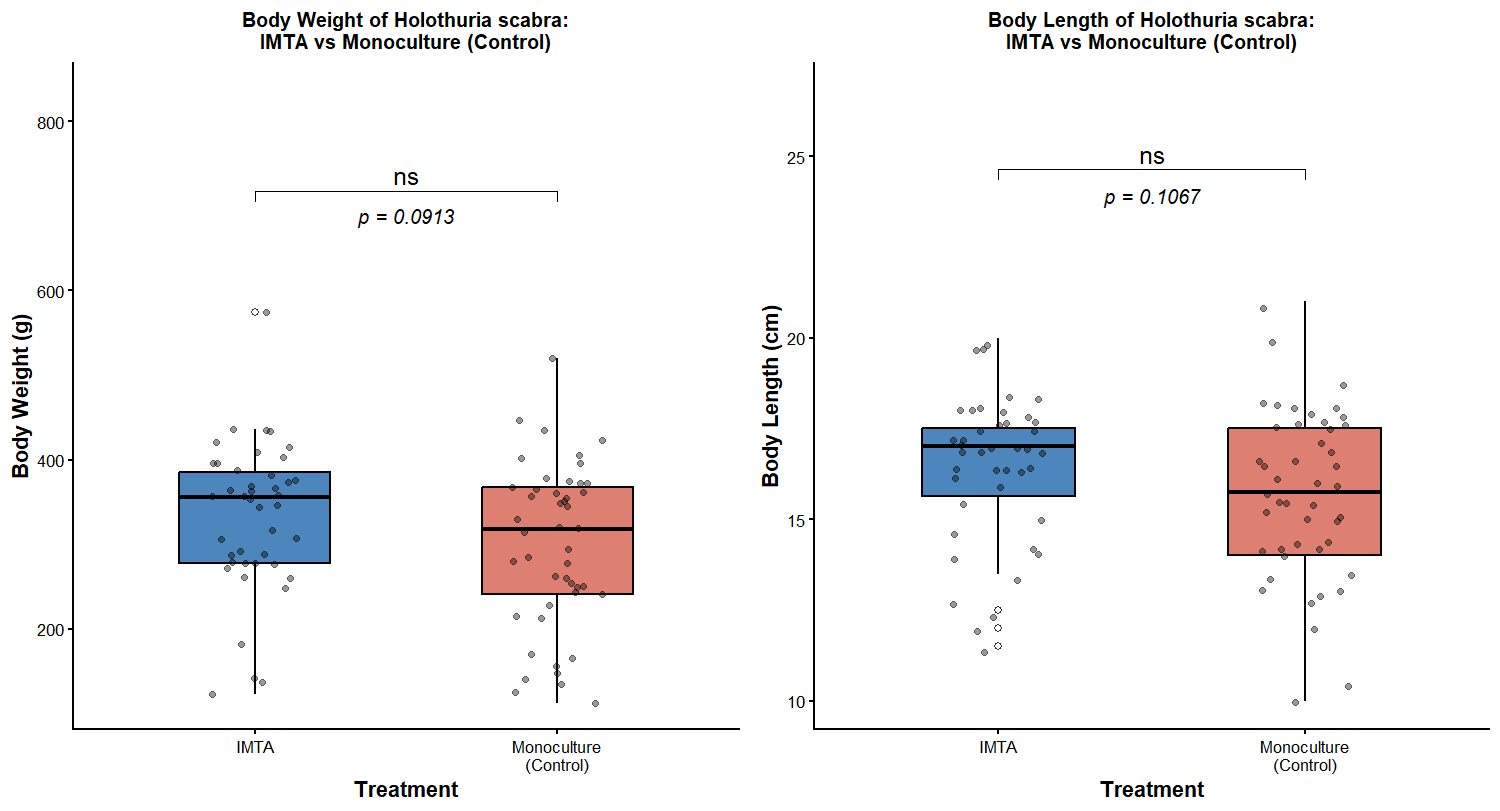 Body Weight of Holothuria scabra:
IMTA vs Monoculture (Control)
800
600
400
200
Body Weight (g)
ns
p = 0.0913
IMTA
Monoculture
(Control)
Treatment
Body Length of Holothuria scabra:
IMTA vs Monoculture (Control)
25
20
15
10
Body Length (cm)
ns
p = 0.1067
IMTA
Monoculture
(Control)
Treatment